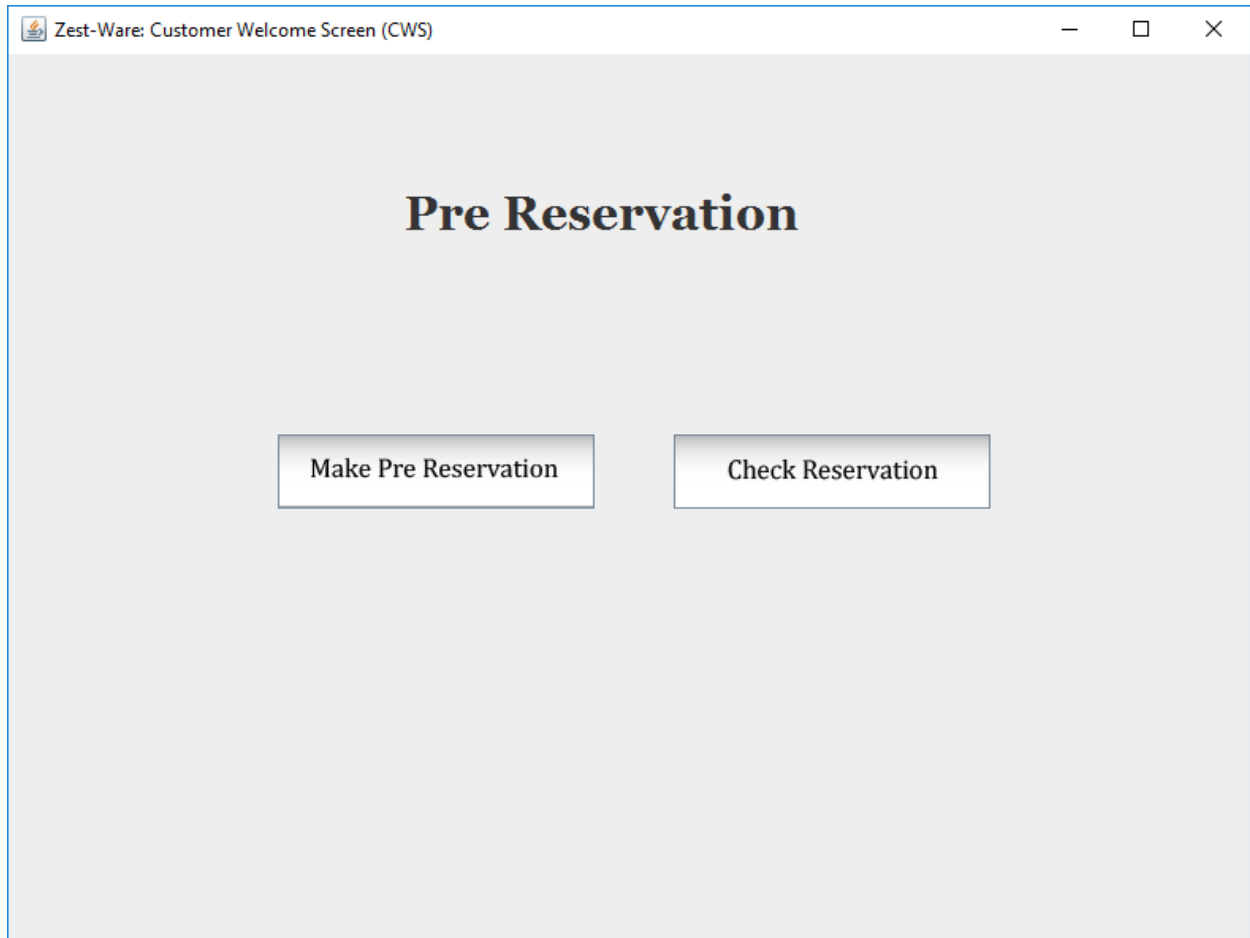 Zest-Ware: Customer Welcome Screen (CWS)
Pre Reservation
Make Pre Reservation
Check Reservation